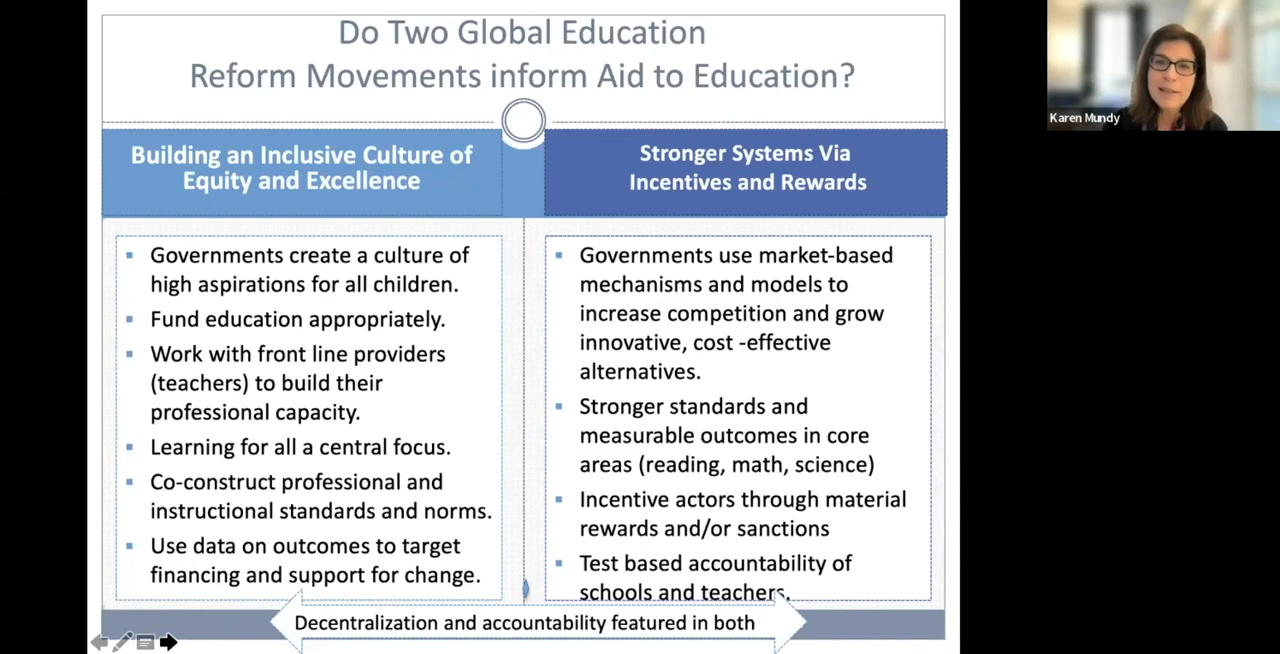 Do Two Global Education
Reform Movements inform Aid to Education?
Karen Mundy
Building an Inclusive Culture of
Equity and Excellence
Stronger Systems Via
Incentives and Rewards
Governments create a culture of
high aspirations for all children.
Fund education appropriately.
Work with front line providers
(teachers) to build their
professional capacity.
Learning for all a central focus.
Co-construct professional and
instructional standards and norms.
Use data on outcomes to target
financing and support for change.
Governments use market-based
mechanisms and models to
increase competition and grow
innovative, cost -effective
alternatives.
Stronger standards and
measurable outcomes in core
areas (reading, math, science)
Incentive actors through material
rewards and/or sanctions
Test based accountability of
schools and teachers.
Decentralization and accountability featured in both